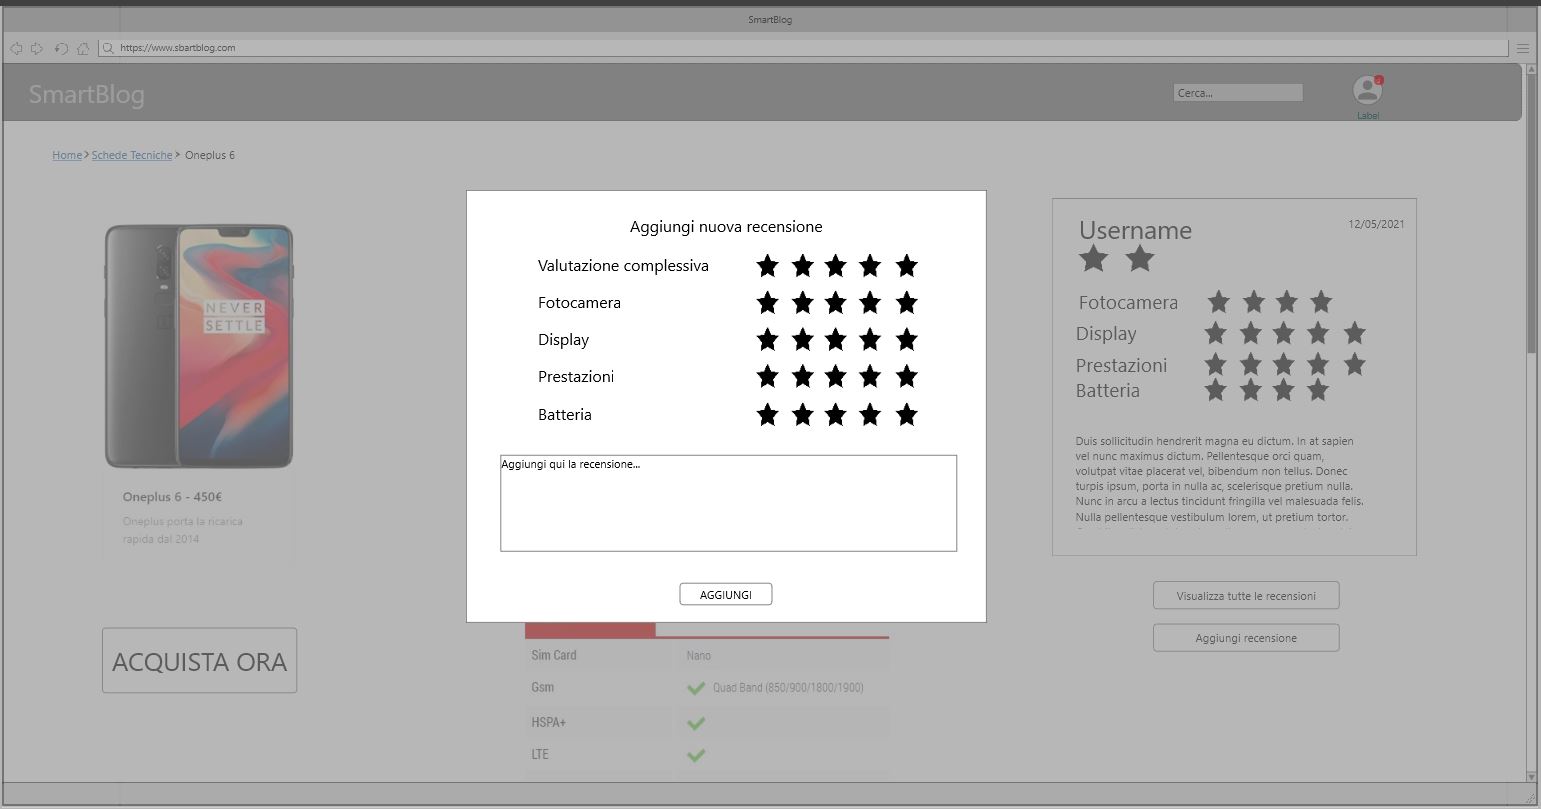 SmartBlog
https://www.sbartblog.com
SmartBlog
Cerca...
Label
Home
Schede Tecniche
Oneplus 6
NEVER
SETTLE
Oneplus 6 - 450€
Oneplus porta la ricarica
rapida dal 2014
ACQUISTA ORA
Aggiungi nuova recensione
Valutazione complessiva
Fotocamera
Display
Prestazioni
Batteria
Aggiungi qui la recensione...
AGGIUNGI
Sim Card Nano
Gsm Quad Band (850/900/1800/1900)
HSPA+
LTE
Username
12/05/2021
Fotocamera
Display
Prestazioni
Batteria
Duis sollicitudin hendrerit magna eu dictum. In at sapien
vel nunc maximus dictum. Pellentesque orci quam,
volutpat vitae placerat vel, bibendum non tellus. Donec
turpis ipsum, porta in nulla ac, scelerisque pretium nulla.
Nunc in arcu a lectus tincidunt fringilla vel malesuada felis.
Nulla pellentesque vestibulum lorem, ut pretium tortor.
Visualizza tutte le recensioni
Aggiungi recensione